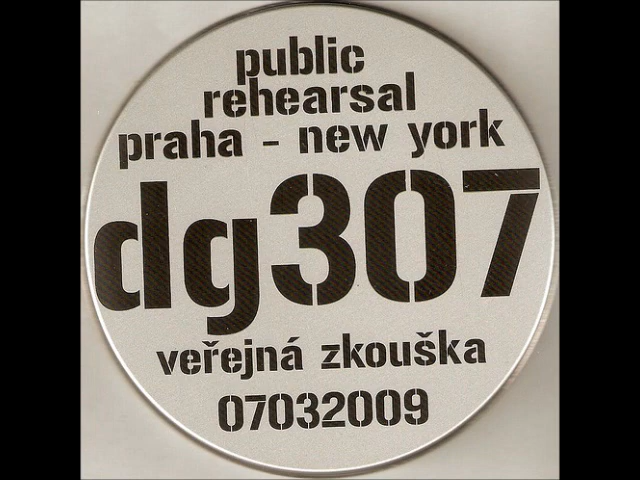 public
rehearsal
praha - new york
dg307
veřejná zkouška
07032009